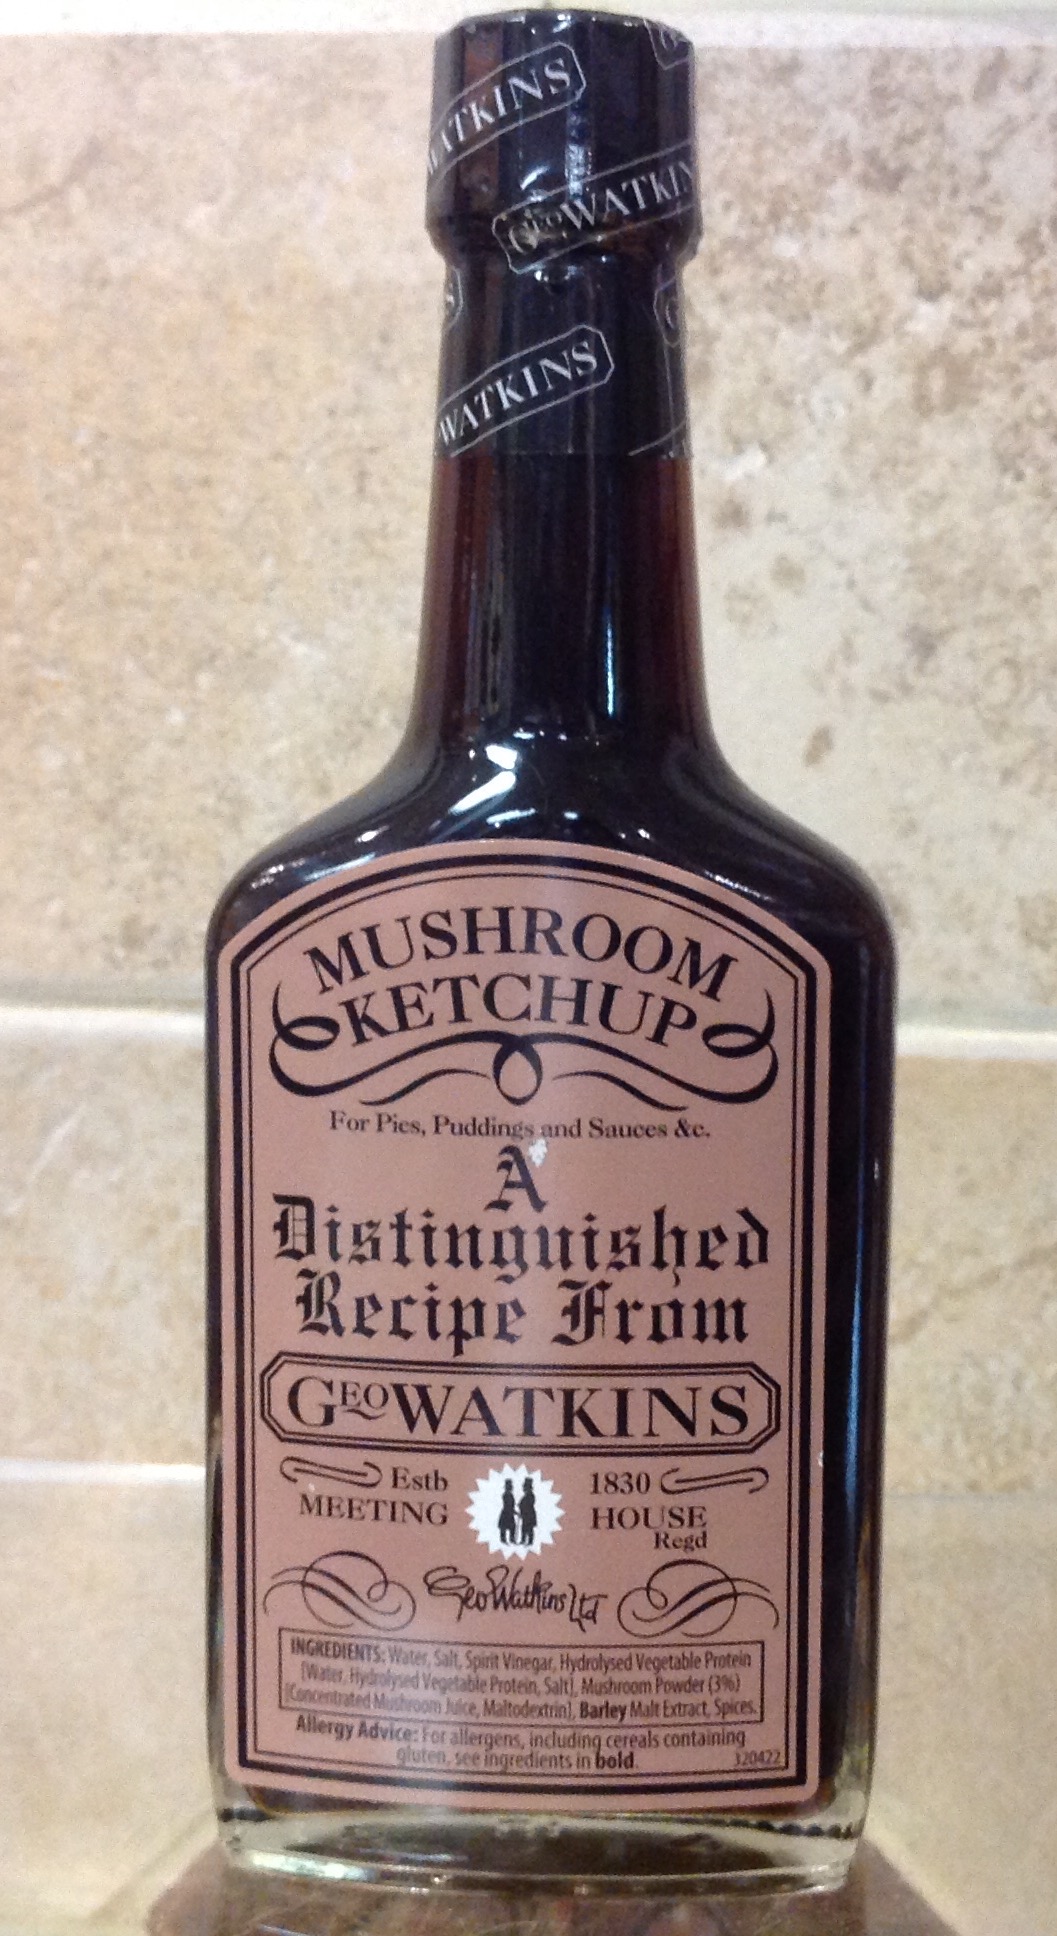 WATKINS
GEO WATKIN
WATKINS
MUSHROOM
KETCHUP
For Pies, Puddings and Sauces &c.
A
Distinguished
Recipe From
GEO WATKINS
Estb 1830
MEETING HOUSE
Regd
Geo Watkins Ltd
INGREDIENTS: Water, Salt, Spirit Vinegar, Hydrolysed Vegetable Protein
[Water, Hydrolysed Vegetable Protein, Salt], Mushroom Powder (3%)
[Concentrated Mushroom Juice, Maltodextrin], Barley Malt Extract, Spices.
Allergy Advice: For allergens, including cereals containing
gluten, see ingredients in bold.
320422